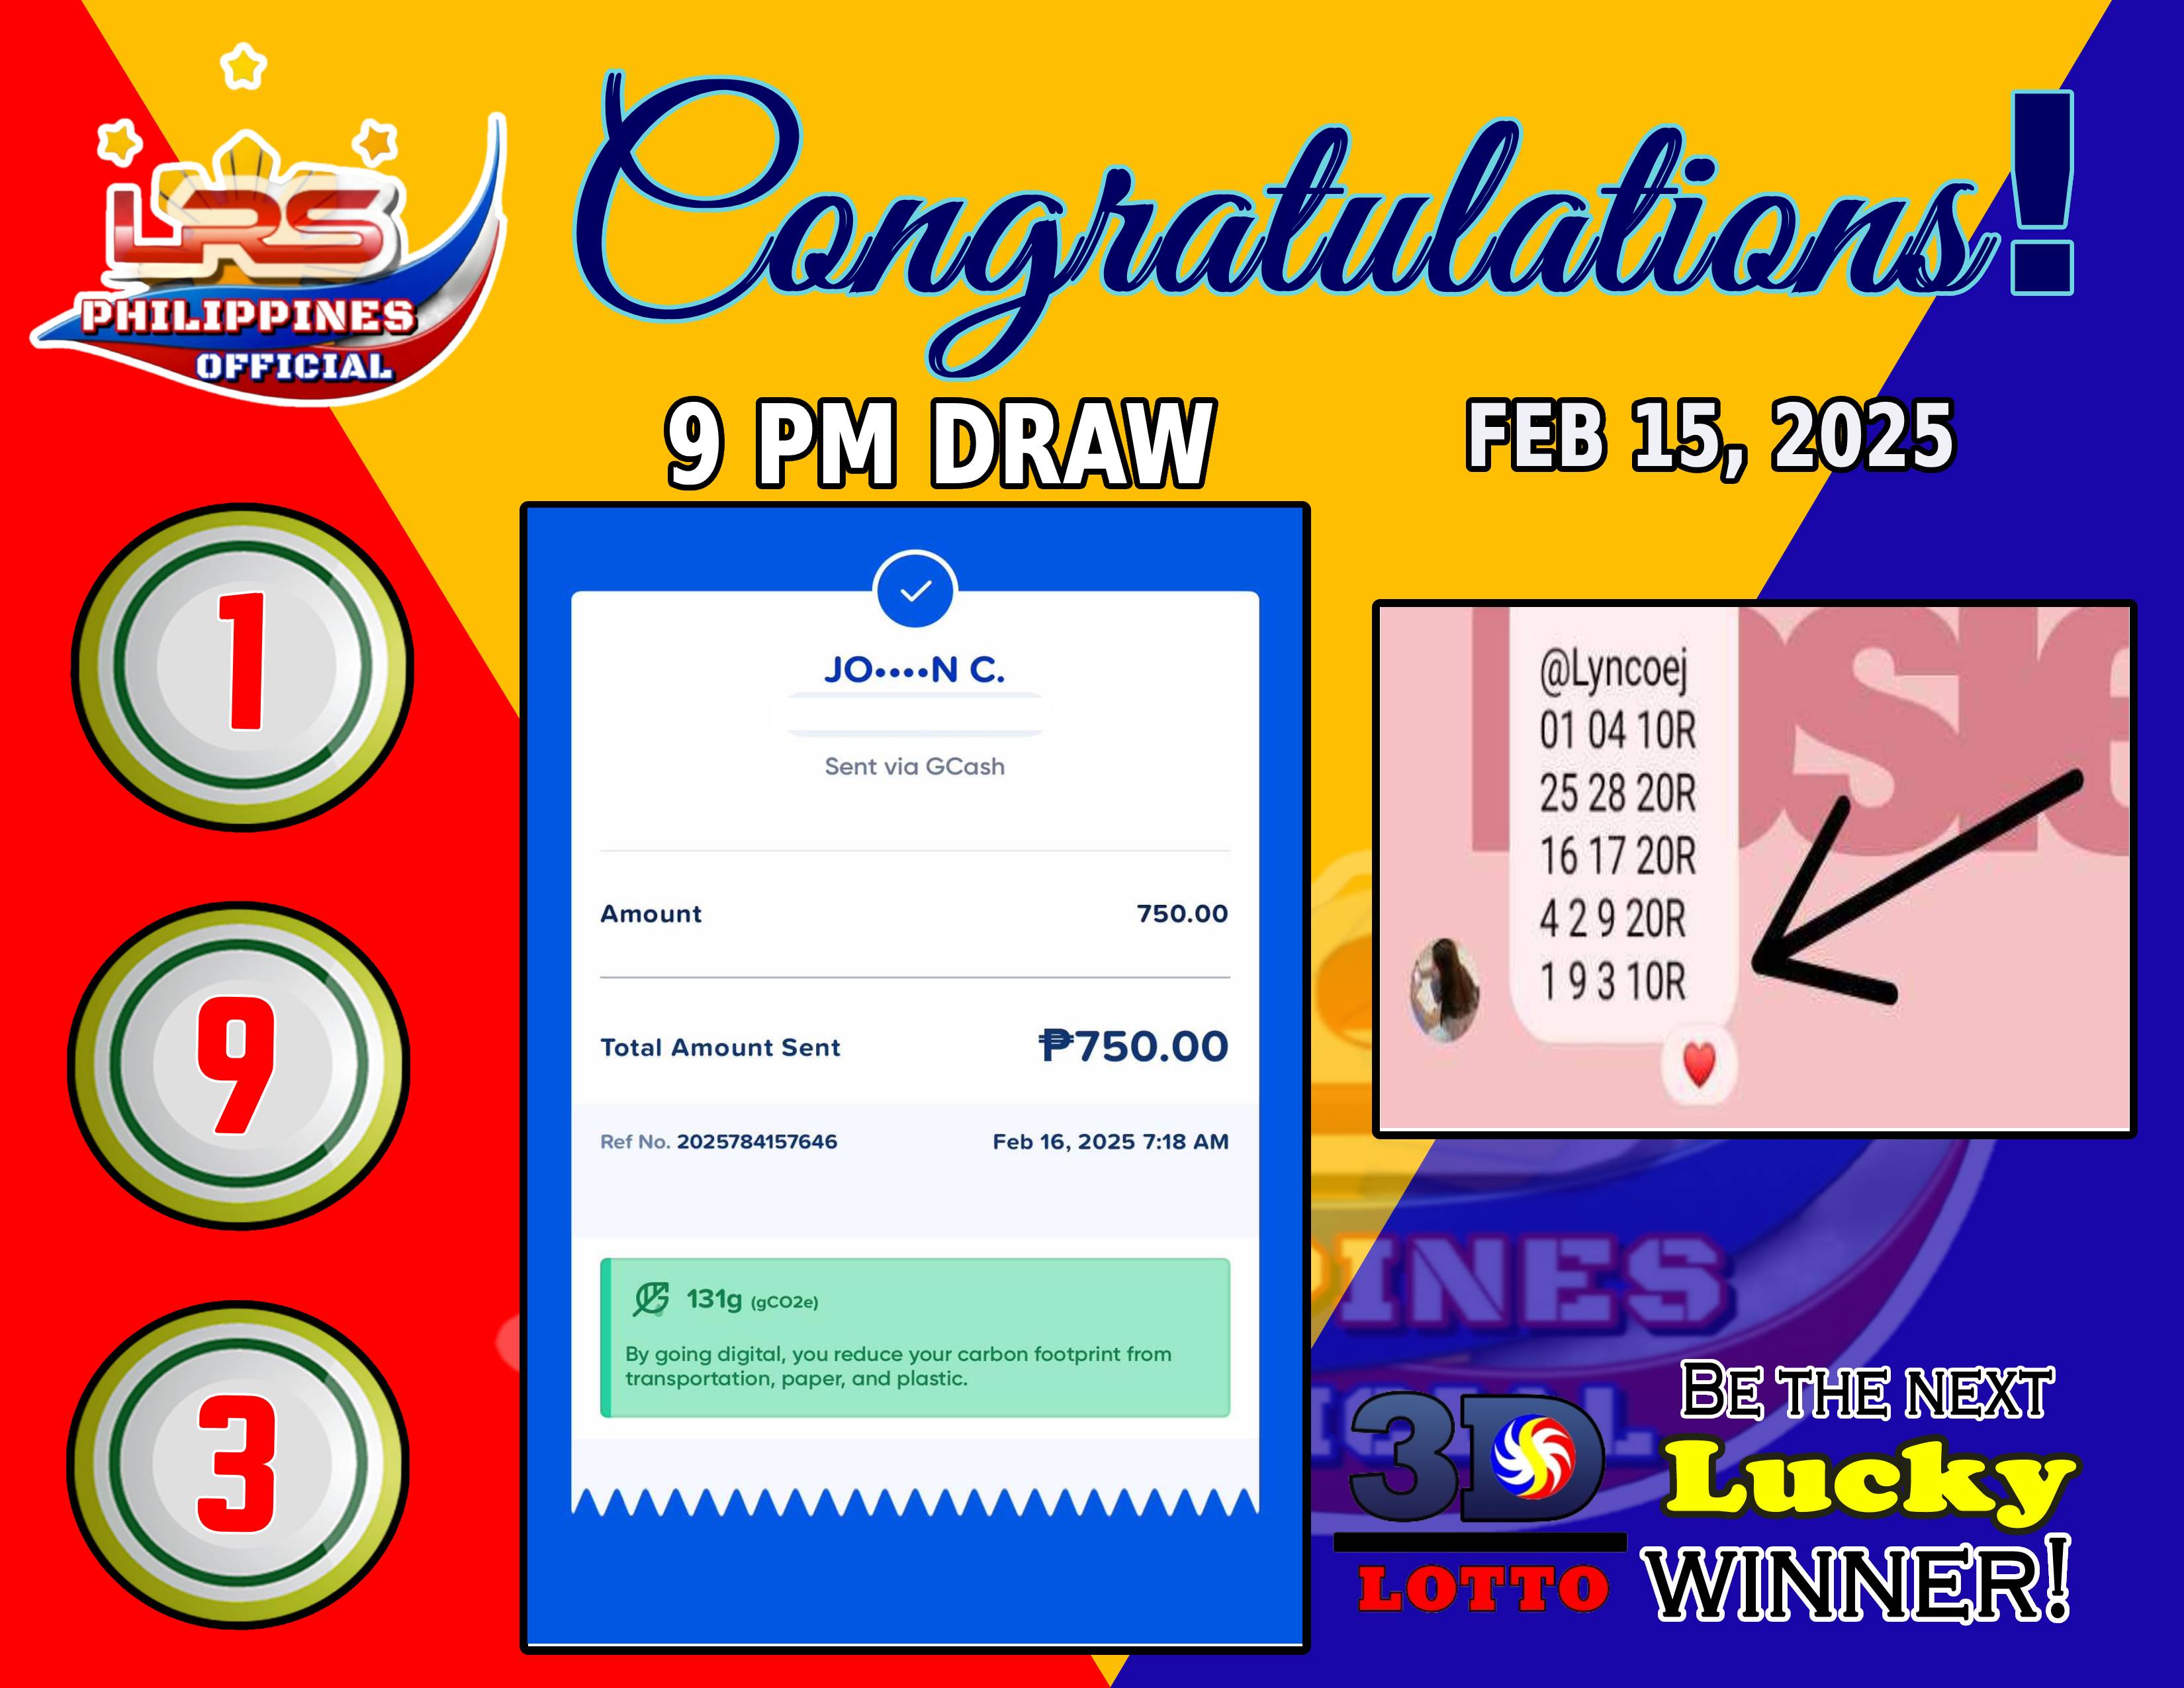 LRS
PHILIPPINES
OFFICIAL
Congratulations!
9 PM DRAW
FEB 15, 2025
1
9
3
JO••••N C.
Sent via GCash
Amount 750.00
Total Amount Sent ₱750.00
Ref No. 2025784157646 Feb 16, 2025 7:18 AM
131g (gCO2e)
By going digital, you reduce your carbon footprint from
transportation, paper, and plastic.
@Lyncoej
01 04 10R
25 28 20R
16 17 20R
4 2 9 20R
1 9 3 10R
3D
LOTTO
BE THE NEXT
Lucky
WINNER!